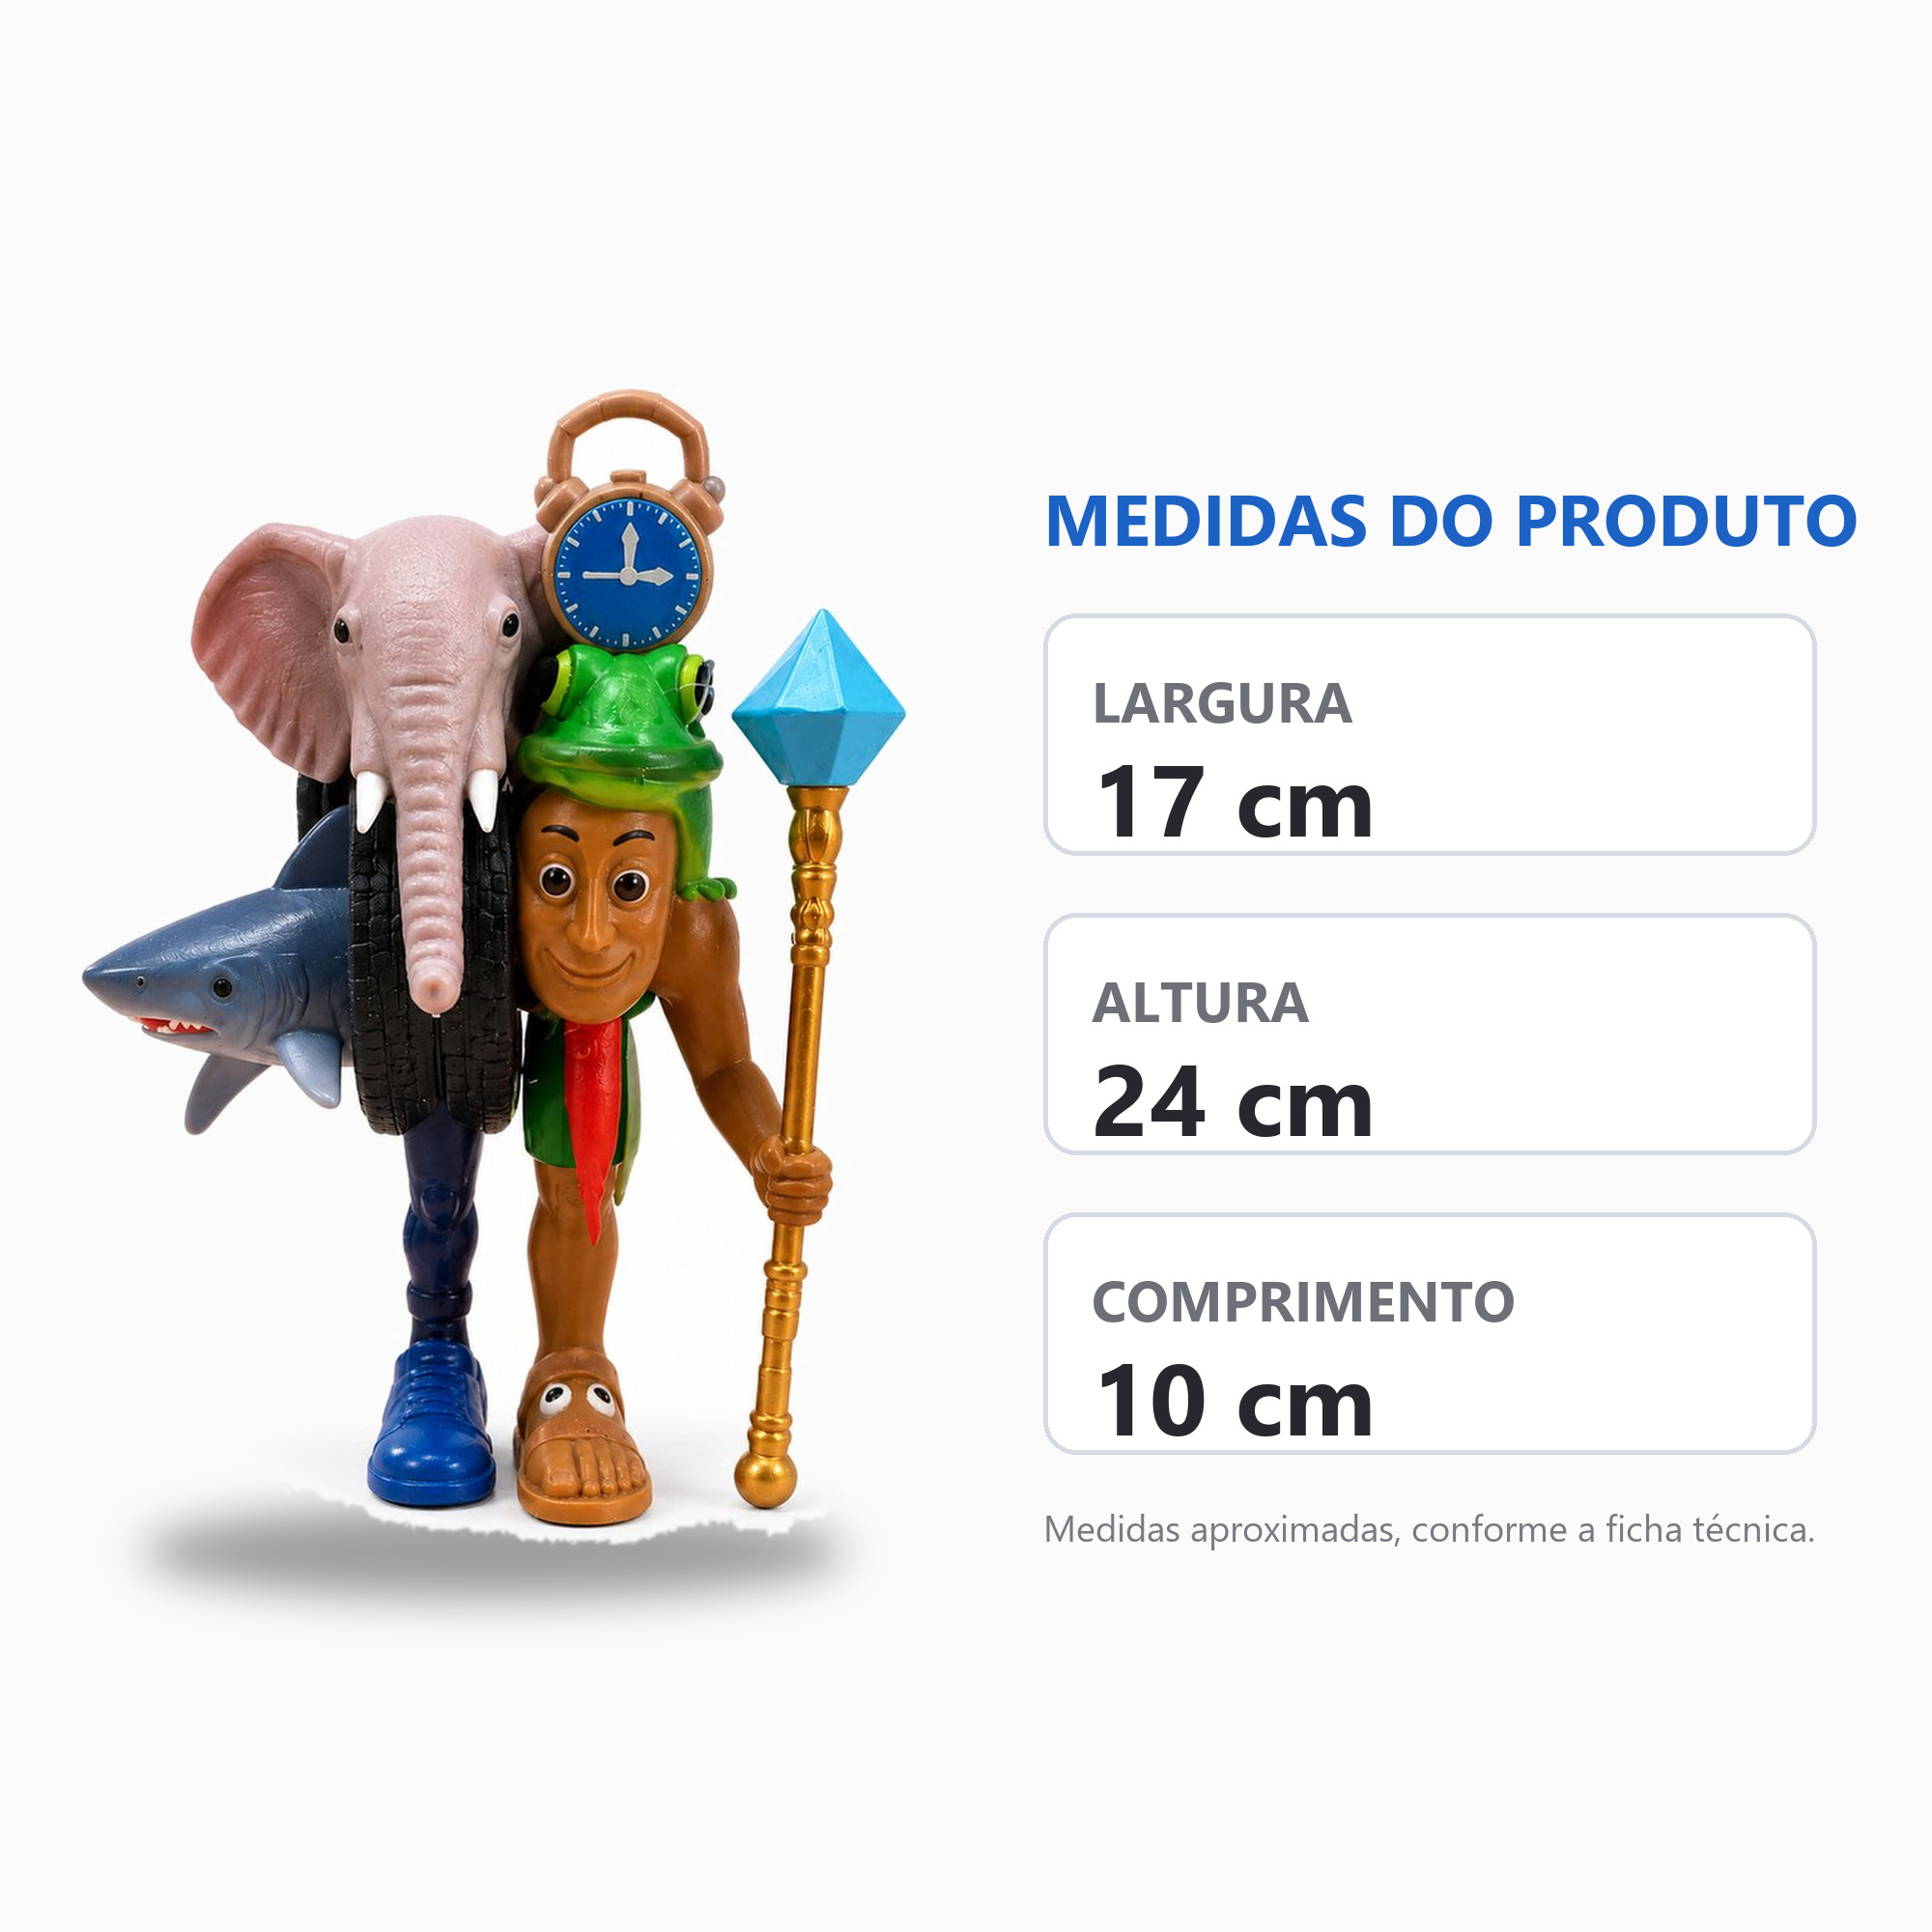 MEDIDAS DO PRODUTO
LARGURA
17 cm
ALTURA
24 cm
COMPRIMENTO
10 cm
Medidas aproximadas, conforme a ficha técnica.